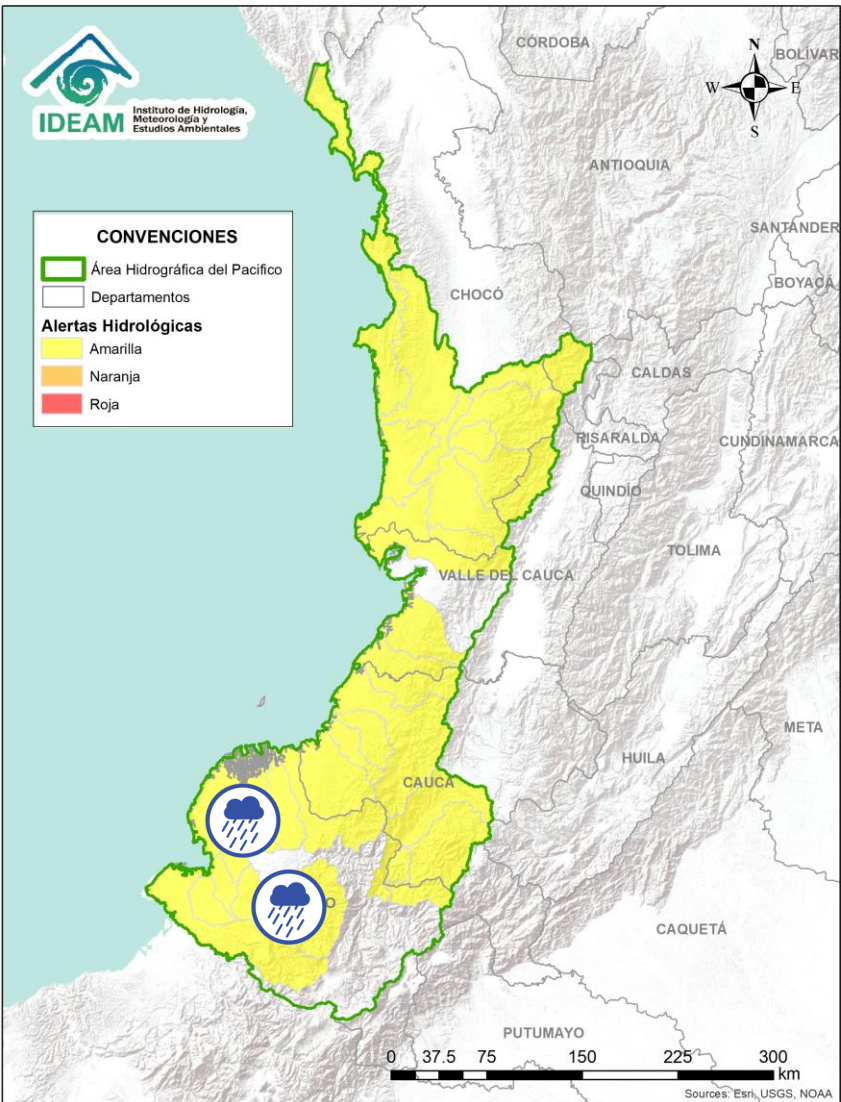 IDEAM
Instituto de Hidrología,
Meteorología y
Estudios Ambientales
N
W
E
S
CÓRDOBA
BOLIVAR
ANTIOQUIA
SANTANDER
BOYACÁ
CHOCÓ
CONVENCIONES
Área Hidrográfica del Pacifico
Departamentos
Alertas Hidrológicas
Amarilla
Naranja
Roja
CALDAS
RISARALDA
CUNDINAMARCA
QUINDÍO
TOLIMA
VALLE DEL CAUCA
META
HUILA
CAUCA
O
CAQUETÁ
PUTUMAYO
0 37.5 75 150 225 300
km
Sources: Esri, USGS, NOAA